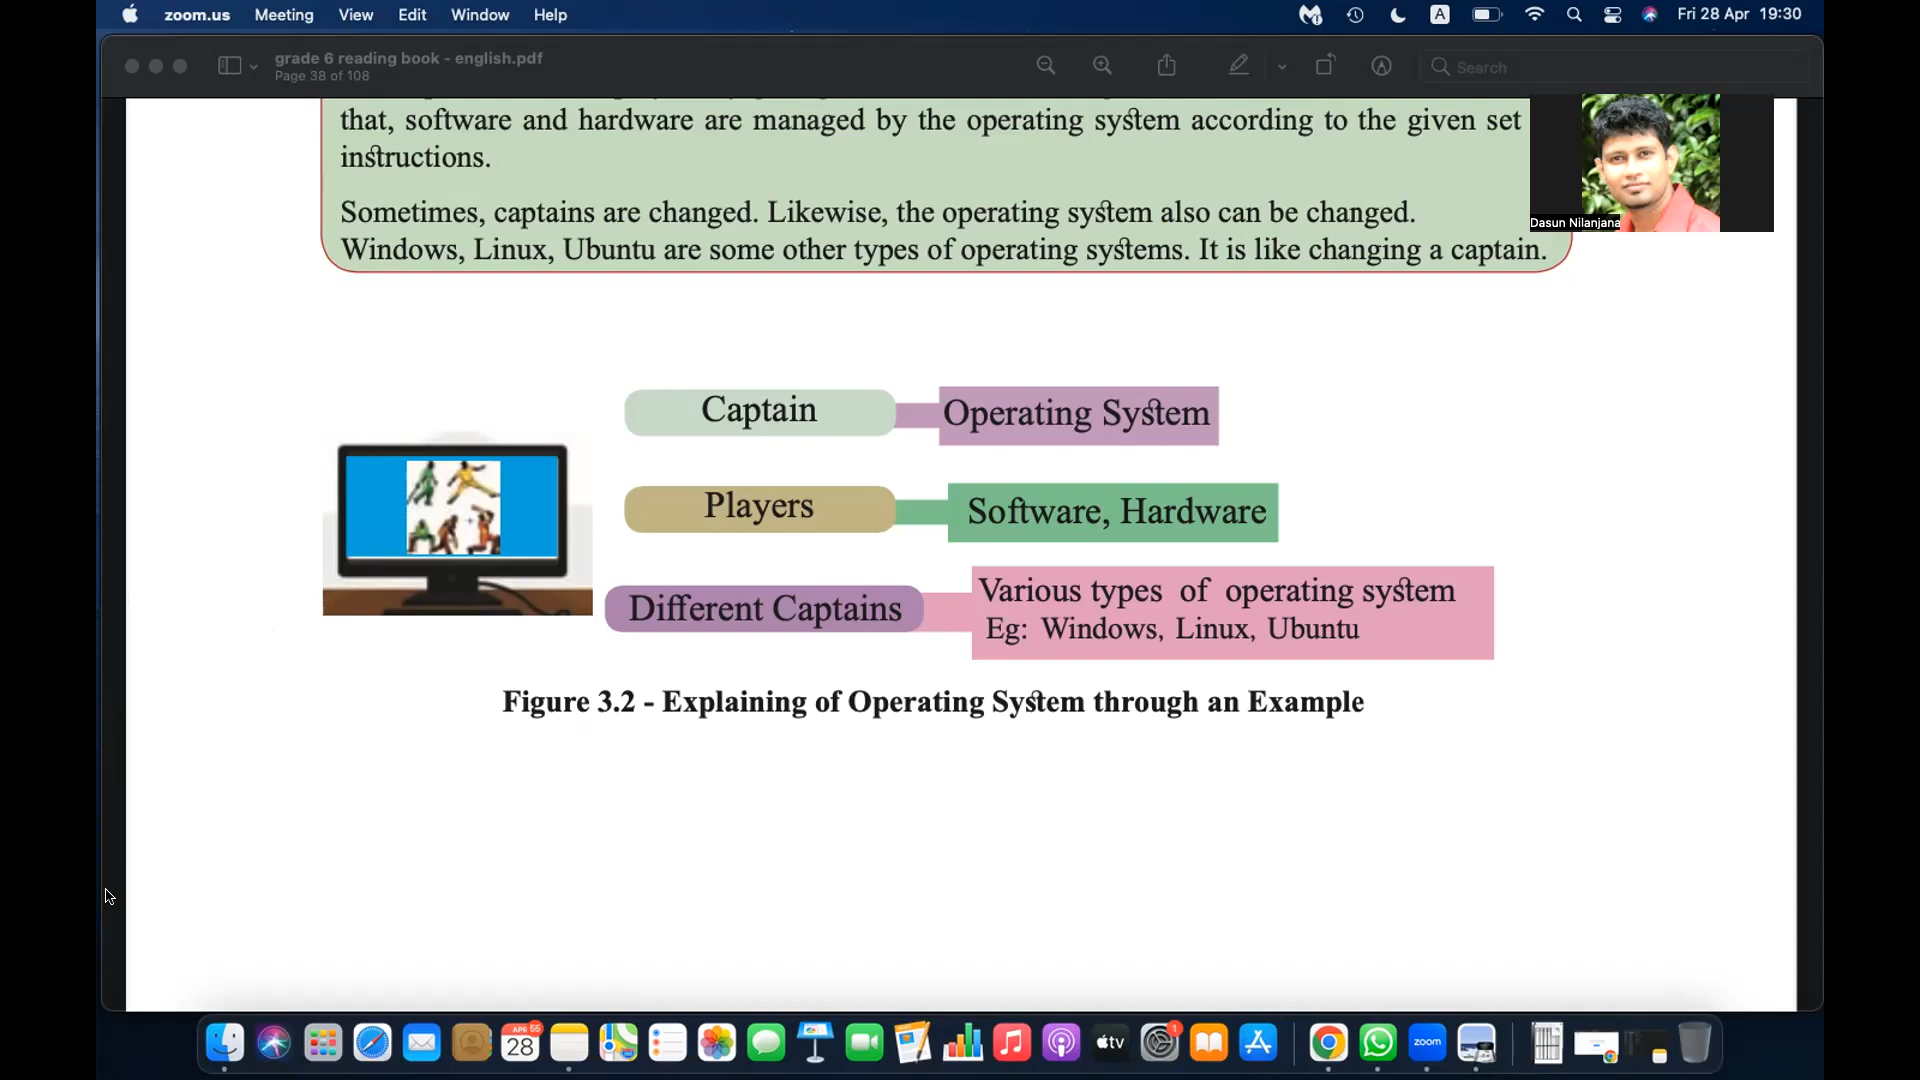 zoom.us Meeting View Edit Window Help A Fri 28 Apr 19:30
grade 6 reading book - english.pdf
Page 38 of 108
Search
that, software and hardware are managed by the operating system according to the given set
instructions.
Sometimes, captains are changed. Likewise, the operating system also can be changed.
Windows, Linux, Ubuntu are some other types of operating systems. It is like changing a captain.
Dasun Nilanjana
Captain Operating System
Players Software, Hardware
Different Captains Various types of operating system
Eg: Windows, Linux, Ubuntu
Figure 3.2 - Explaining of Operating System through an Example
APR 55
28
tv
1
zoom